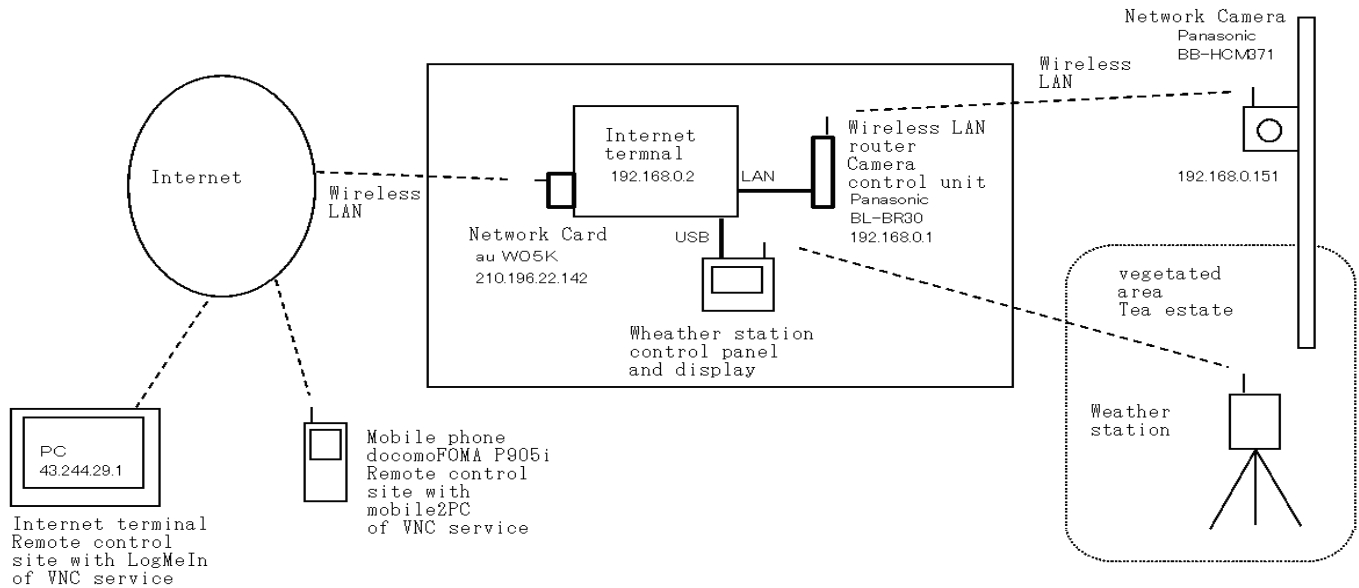 Network Camera
Panasonic
BB-HCM371
Wireless
LAN
192.168.0.151
Internet
Wireless
LAN
Internet
termnal
192.168.0.2
LAN
USB
Network Card
au W05K
210.196.22.142
Wireless LAN
router
Camera
control unit
Panasonic
BL-BR30
192.168.0.1
Wheather station
control panel
and display
vegetated
area
Tea estate
Weather
station
PC
43.244.29.1
Internet terminal
Remote control
site with LogMeIn
of VNC service
Mobile phone
docomoFOMA P905i
Remote control
site with
mobile2PC
of VNC service